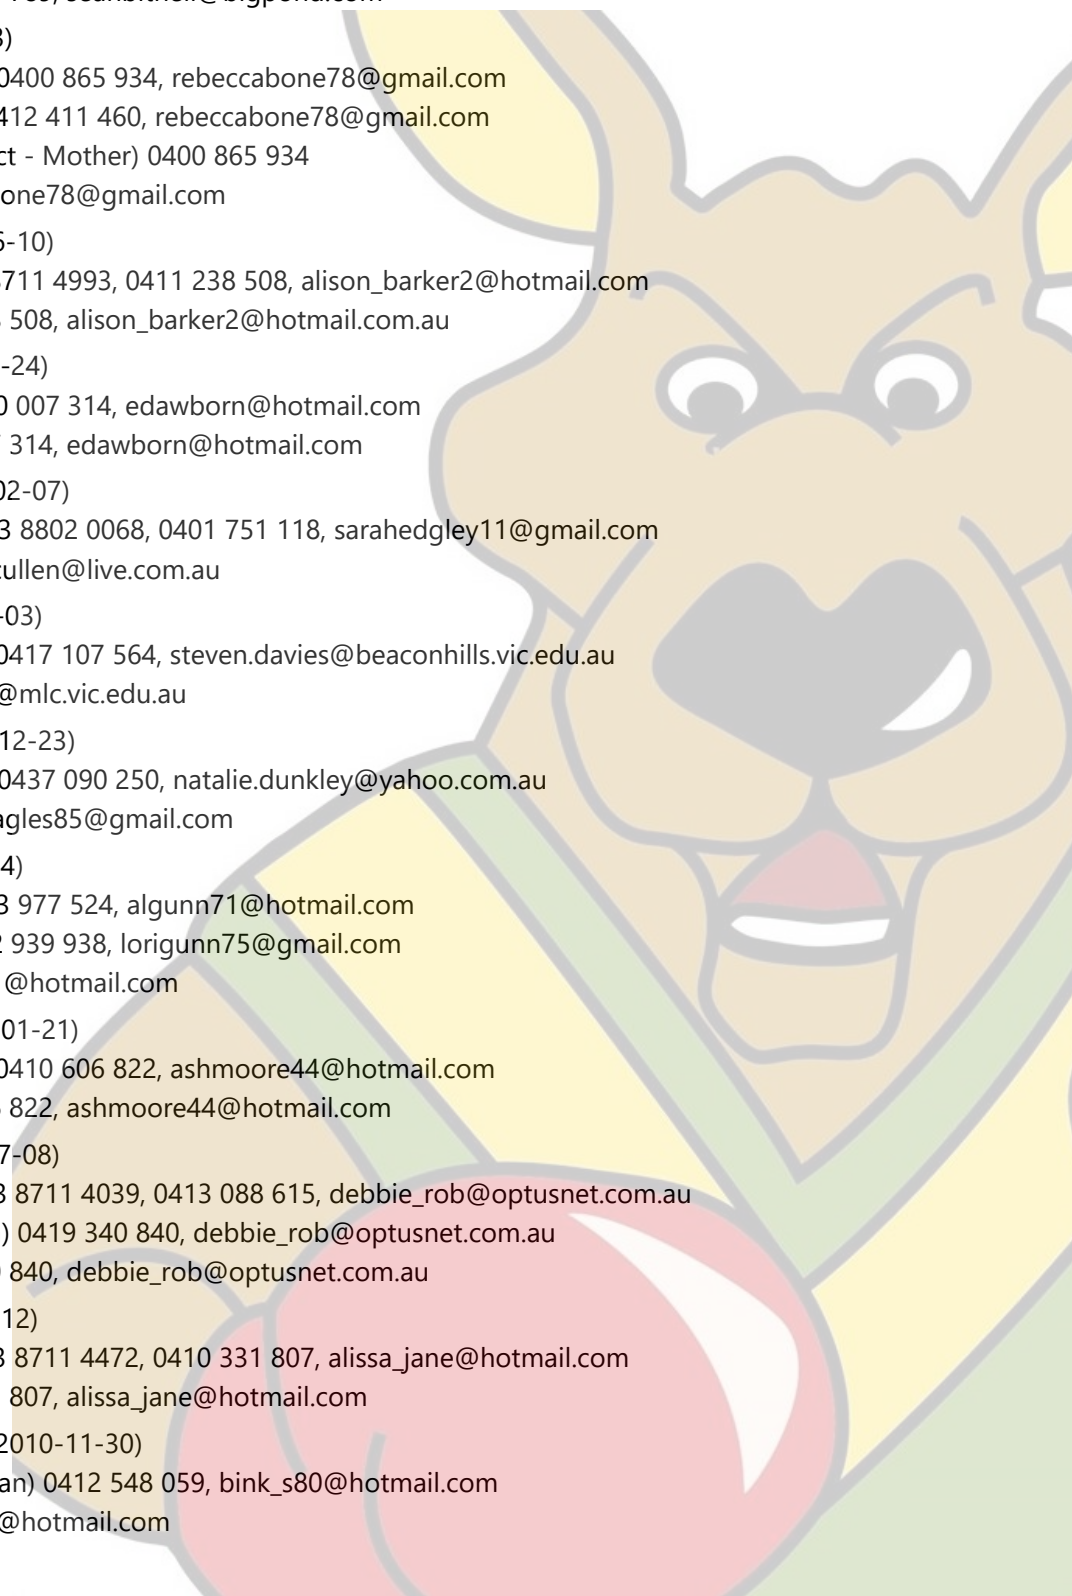 3)
0400 865 934, rebeccabone78@gmail.com
412 411 460, rebeccabone78@gmail.com
ct - Mother) 0400 865 934
one78@gmail.com
6-10)
711 4993, 0411 238 508, alison_barker2@hotmail.com
508, alison_barker2@hotmail.com.au
-24)
0 007 314, edawborn@hotmail.com
314, edawborn@hotmail.com
02-07)
3 8802 0068, 0401 751 118, sarahedgley11@gmail.com
cullen@live.com.au
-03)
0417 107 564, steven.davies@beaconhills.vic.edu.au
@mlc.vic.edu.au
12-23)
0437 090 250, natalie.dunkley@yahoo.com.au
agles85@gmail.com
4)
3 977 524, algunn71@hotmail.com
2 939 938, lorigunn75@gmail.com
@hotmail.com
01-21)
0410 606 822, ashmoore44@hotmail.com
822, ashmoore44@hotmail.com
7-08)
3 8711 4039, 0413 088 615, debbie_rob@optusnet.com.au
) 0419 340 840, debbie_rob@optusnet.com.au
840, debbie_rob@optusnet.com.au
12)
3 8711 4472, 0410 331 807, alissa_jane@hotmail.com
807, alissa_jane@hotmail.com
2010-11-30)
an) 0412 548 059, bink_s80@hotmail.com
@hotmail.com